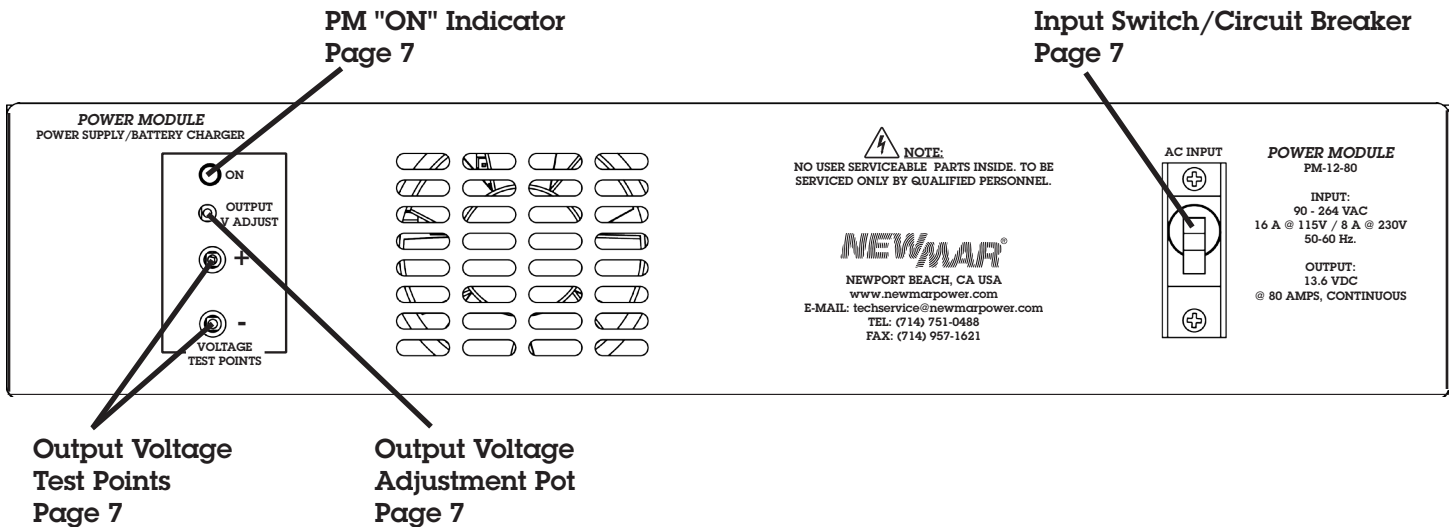 PM "ON" Indicator
Page 7
Input Switch/Circuit Breaker
Page 7
POWER MODULE
POWER SUPPLY/BATTERY CHARGER
ON
OUTPUT
V ADJUST
+
-
VOLTAGE
TEST POINTS
NOTE:
NO USER SERVICEABLE PARTS INSIDE. TO BE
SERVICED ONLY BY QUALIFIED PERSONNEL.
NEWMAR®
NEWPORT BEACH, CA USA
www.newmarpower.com
E-MAIL: techservice@newmarpower.com
TEL: (714) 751-0488
FAX: (714) 957-1621
AC INPUT
POWER MODULE
PM-12-80
INPUT:
90 - 264 VAC
16 A @ 115V / 8 A @ 230V
50-60 Hz.
OUTPUT:
13.6 VDC
@ 80 AMPS, CONTINUOUS
Output Voltage
Test Points
Page 7
Output Voltage
Adjustment Pot
Page 7